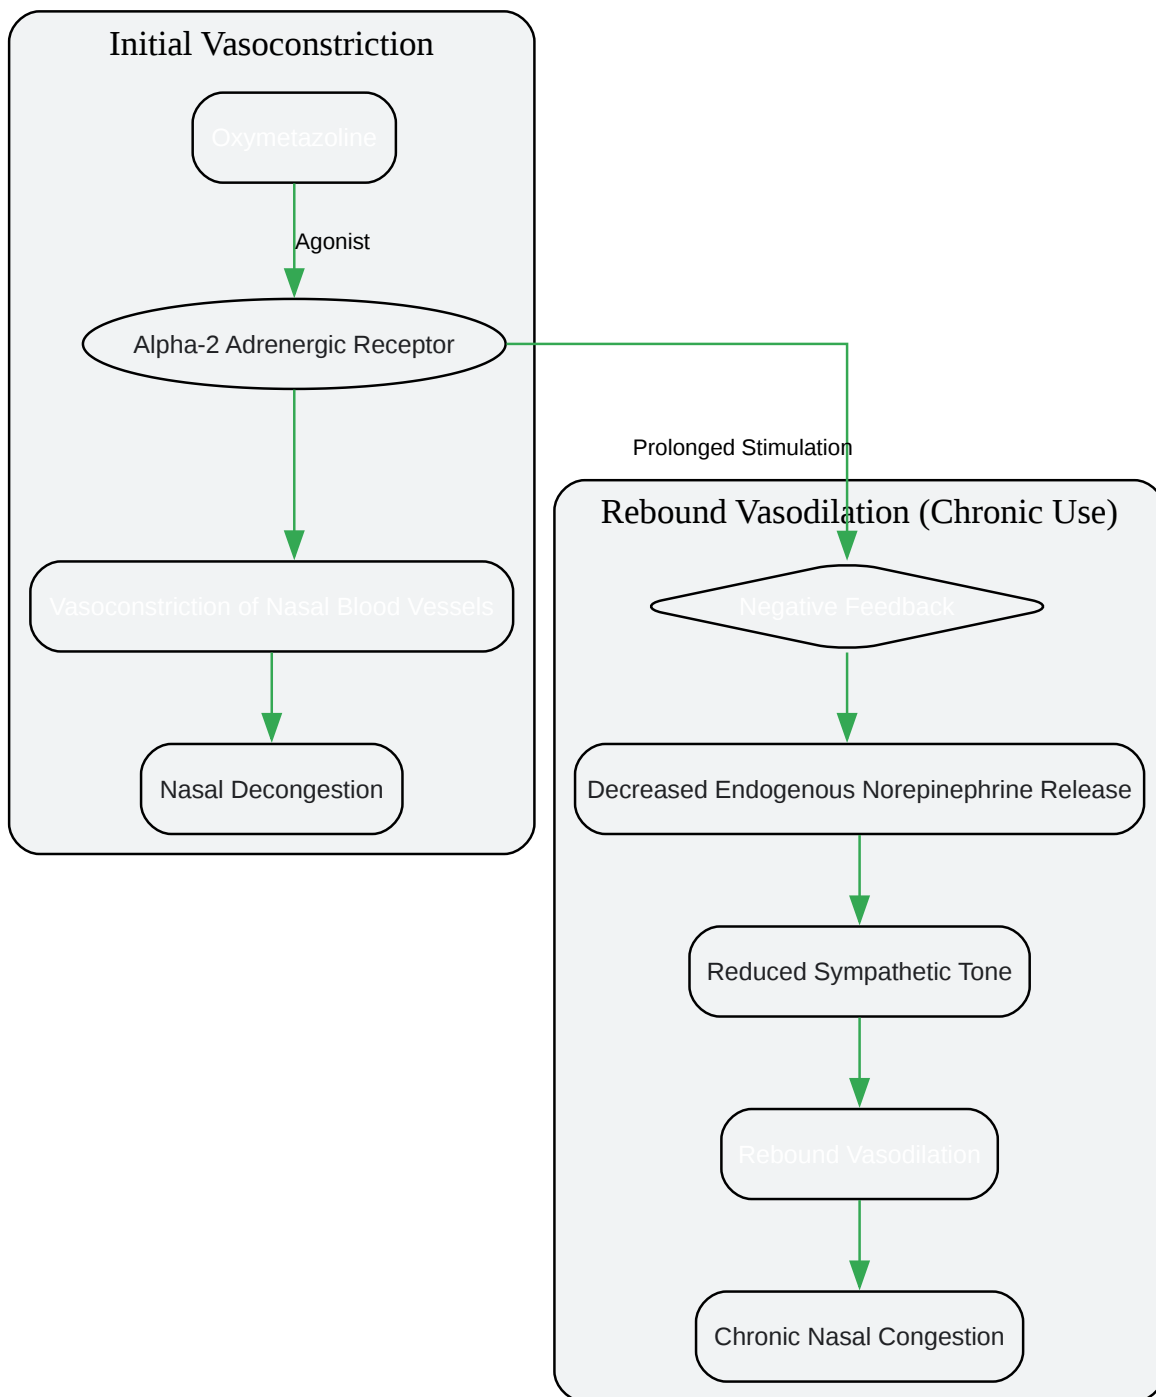 Initial Vasoconstriction
Oxymetazoline
Agonist
Alpha-2 Adrenergic Receptor
Prolonged Stimulation
Rebound Vasodilation (Chronic Use)
Vasoconstriction of Nasal Blood Vessels
Negative Feedback
Nasal Decongestion
Decreased Endogenous Norepinephrine Release
Reduced Sympathetic Tone
Rebound Vasodilation
Chronic Nasal Congestion